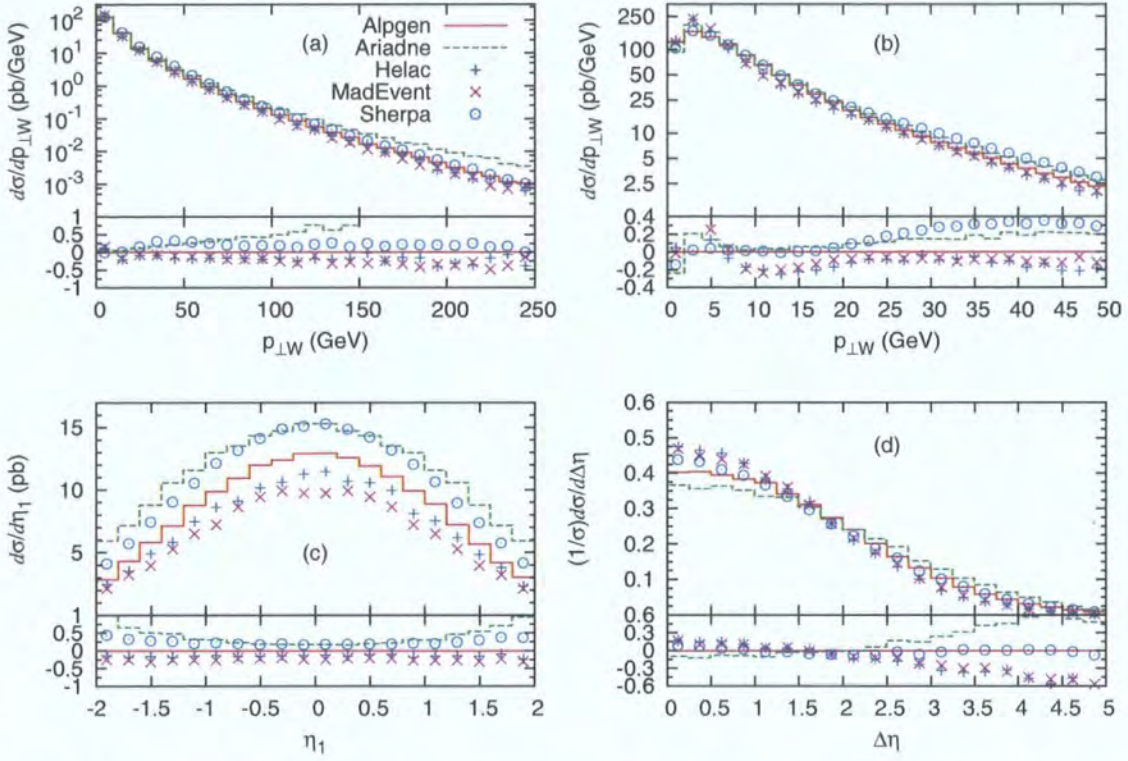 dσ/dp⊥W (pb/GeV)
10²
10¹
10⁰
10⁻¹
10⁻²
10⁻³
1
0.5
0
-0.5
-1
(a)
Alpgen
Ariadne
Helac
MadEvent
Sherpa
0 50 100 150 200 250
p⊥W (GeV)
dσ/dp⊥W (pb/GeV)
250
100
50
25
10
5
2.5
0.4
0.2
0
-0.2
-0.4
(b)
0 5 10 15 20 25 30 35 40 45 50
p⊥W (GeV)
dσ/dη₁ (pb)
15
10
5
1
0.5
0
-0.5
-1
(c)
-2 -1.5 -1 -0.5 0 0.5 1 1.5 2
η₁
(1/σ)dσ/dΔη
0.6
0.5
0.4
0.3
0.2
0.1
0.6
0.3
0
-0.3
-0.6
(d)
0 0.5 1 1.5 2 2.5 3 3.5 4 4.5 5
Δη